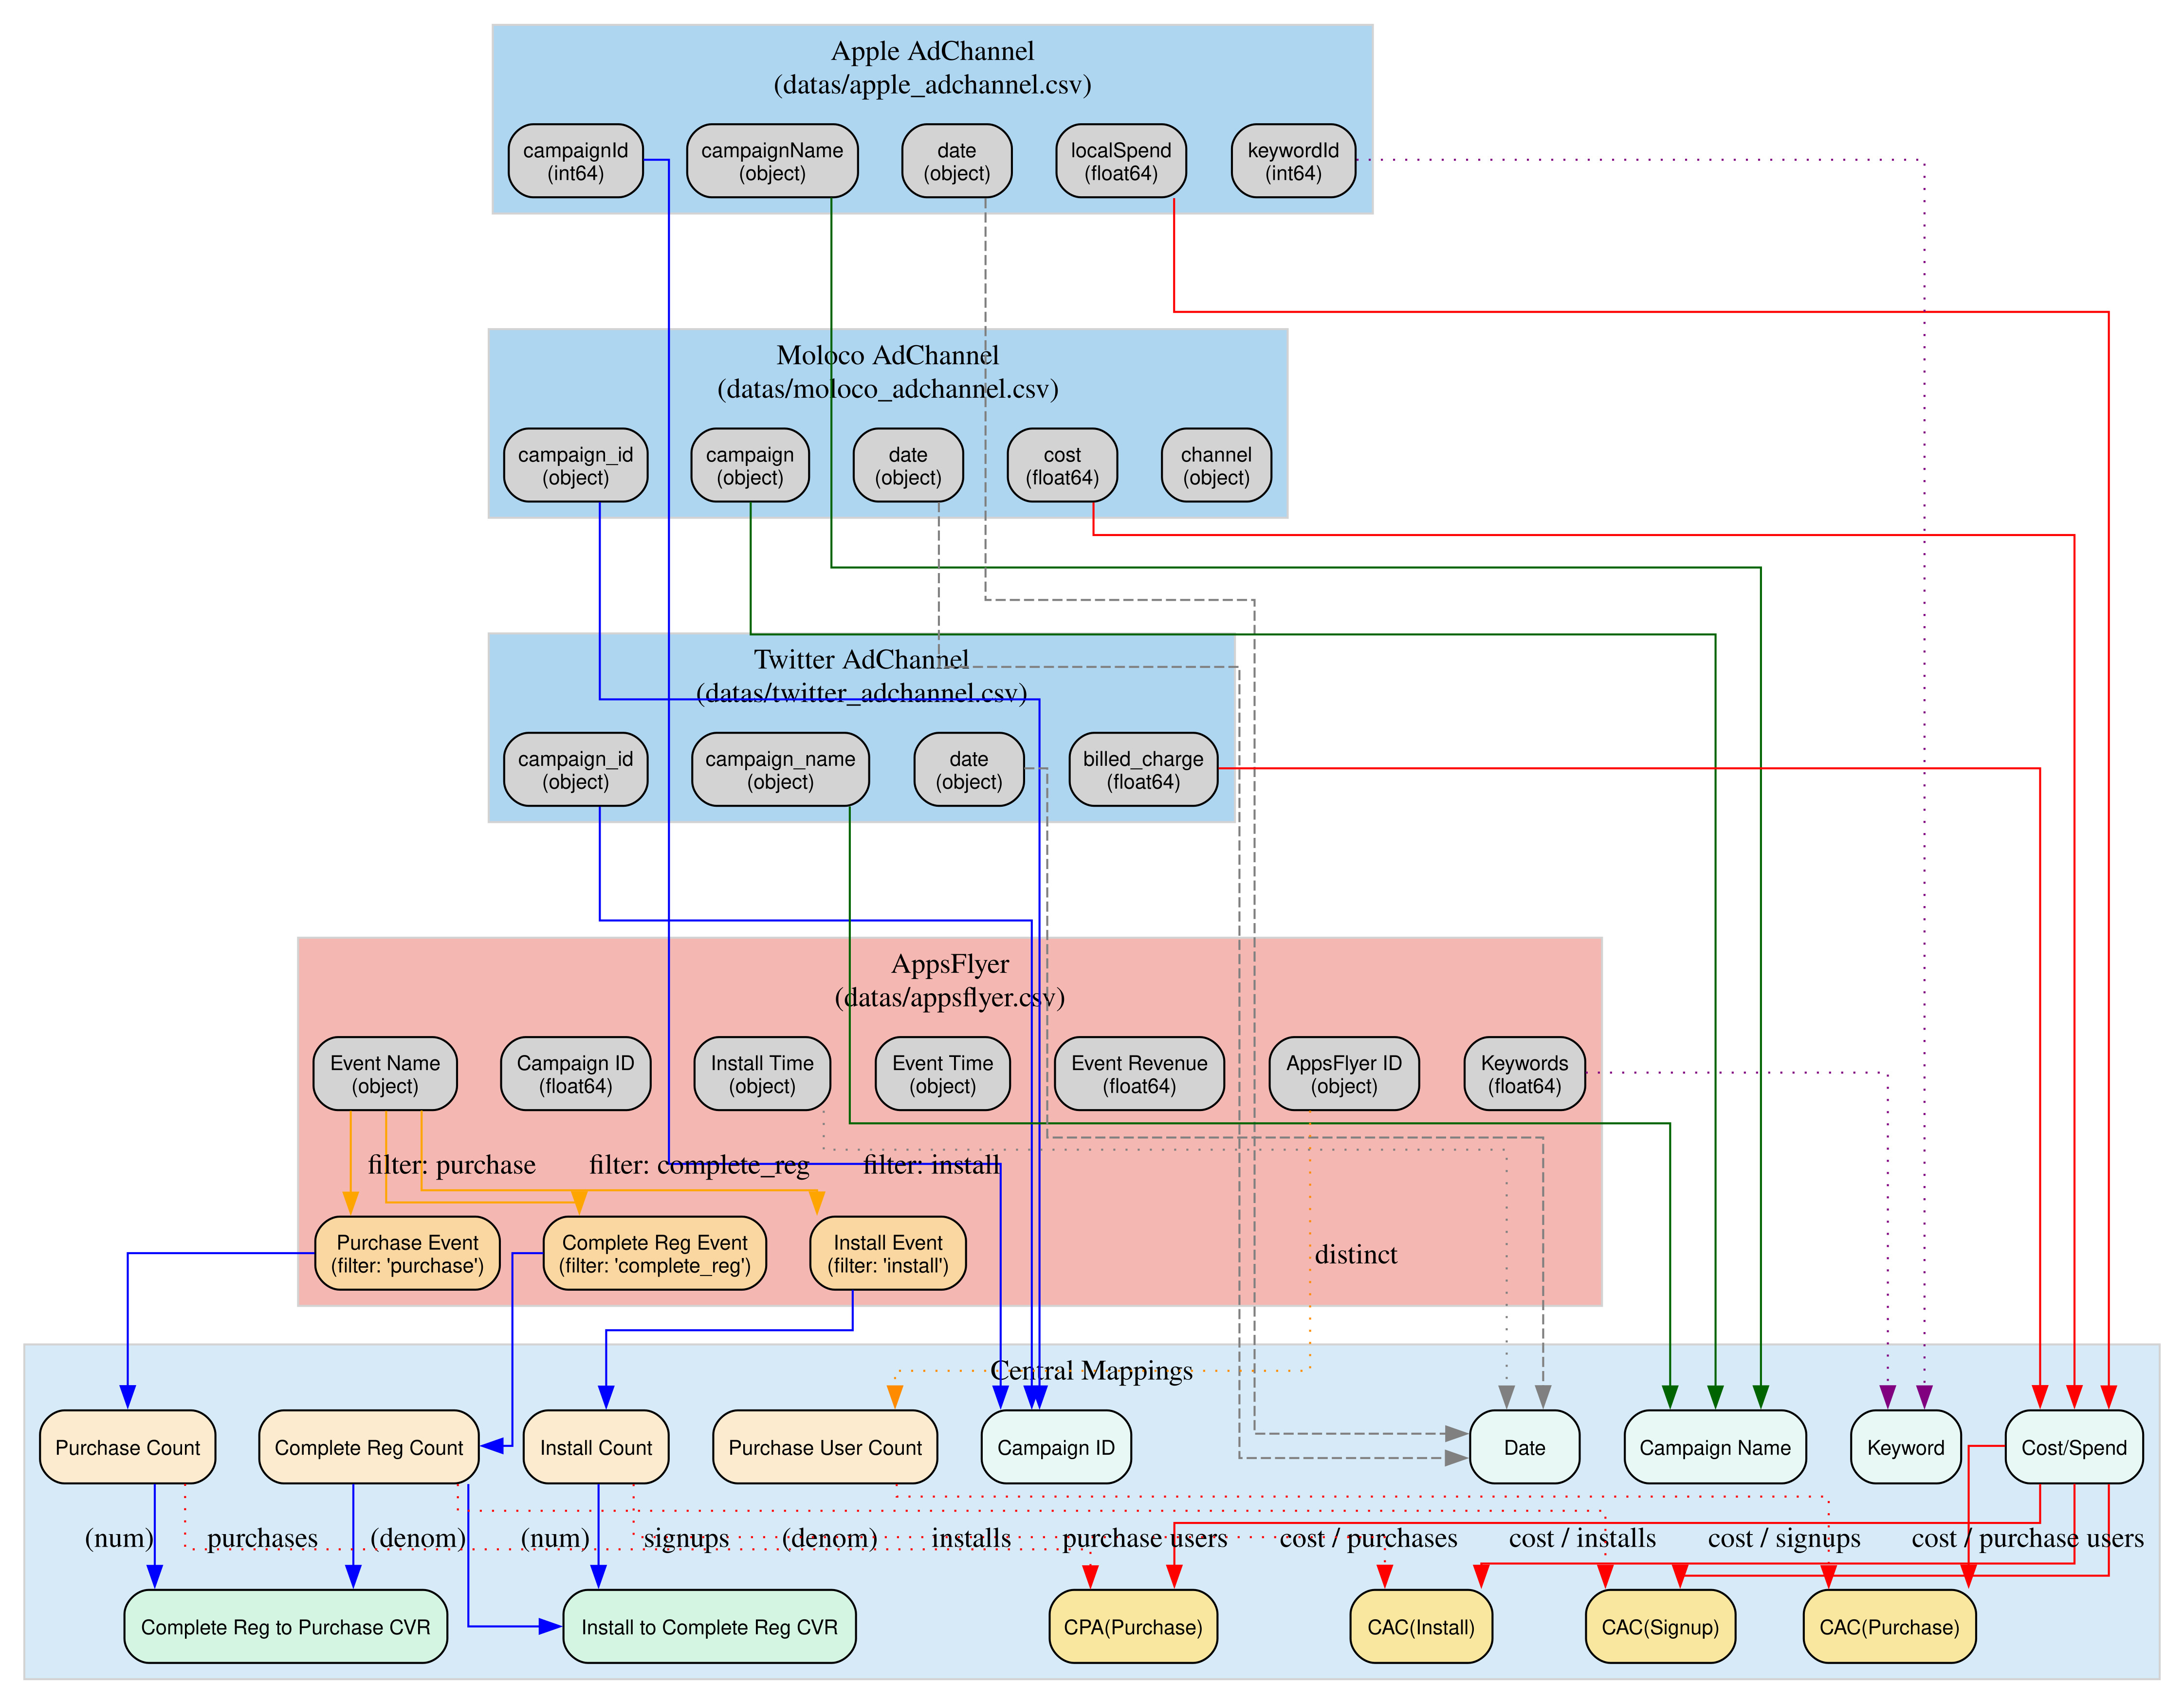 Apple AdChannel
(datas/apple_adchannel.csv)
campaignId
(int64)
campaignName
(object)
date
(object)
localSpend
(float64)
keywordId
(int64)
Moloco AdChannel
(datas/moloco_adchannel.csv)
campaign_id
(object)
campaign
(object)
date
(object)
cost
(float64)
channel
(object)
Twitter AdChannel
(datas/twitter_adchannel.csv)
campaign_id
(object)
campaign_name
(object)
date
(object)
billed_charge
(float64)
AppsFlyer
(datas/appsflyer.csv)
Event Name
(object)
Campaign ID
(float64)
Install Time
(object)
Event Time
(object)
Event Revenue
(float64)
AppsFlyer ID
(object)
Keywords
(float64)
filter: purchase
filter: complete_reg
filter: install
Purchase Event
(filter: 'purchase')
Complete Reg Event
(filter: 'complete_reg')
Install Event
(filter: 'install')
distinct
Central Mappings
Purchase Count
Complete Reg Count
Install Count
Purchase User Count
Campaign ID
Date
Campaign Name
Keyword
Cost/Spend
(num)
purchases
(denom)
(num)
signups
(denom)
installs
purchase users
cost / purchases
cost / installs
cost / signups
cost / purchase users
Complete Reg to Purchase CVR
Install to Complete Reg CVR
CPA(Purchase)
CAC(Install)
CAC(Signup)
CAC(Purchase)